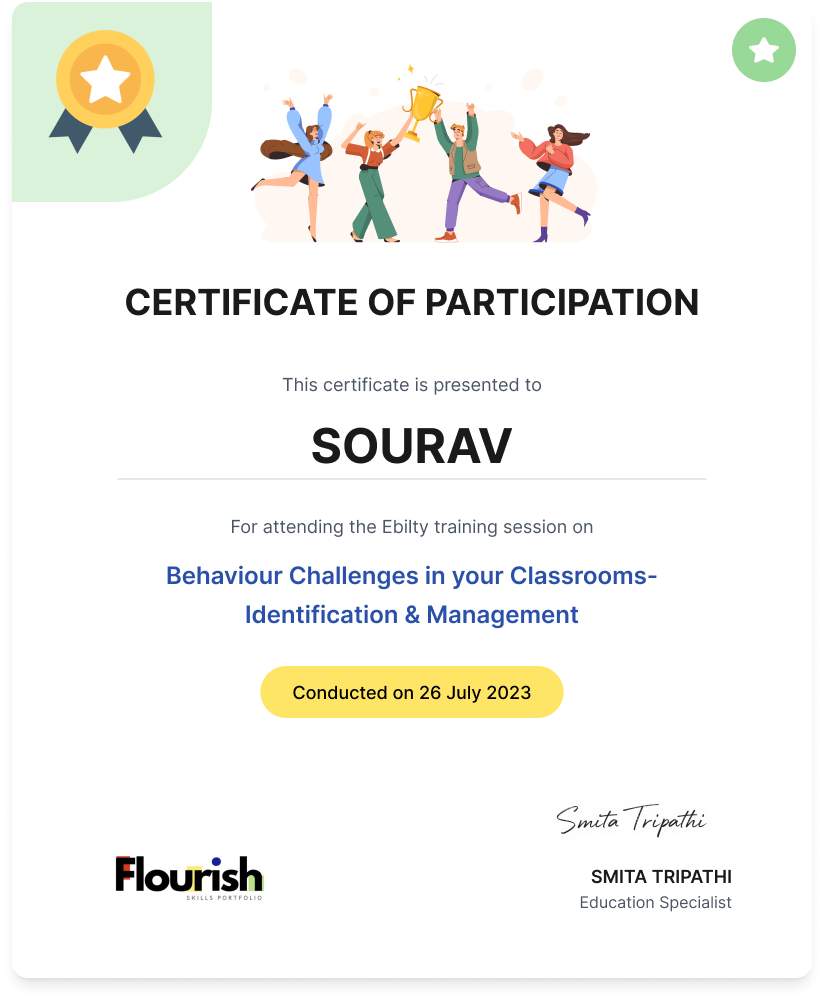 CERTIFICATE OF PARTICIPATION
This certificate is presented to
SOURAV
For attending the Ebilty training session on
Behaviour Challenges in your Classrooms-
Identification & Management
Conducted on 26 July 2023
Smita Tripathi
Flourish
SKILLS PORTFOLIO
SMITA TRIPATHI
Education Specialist